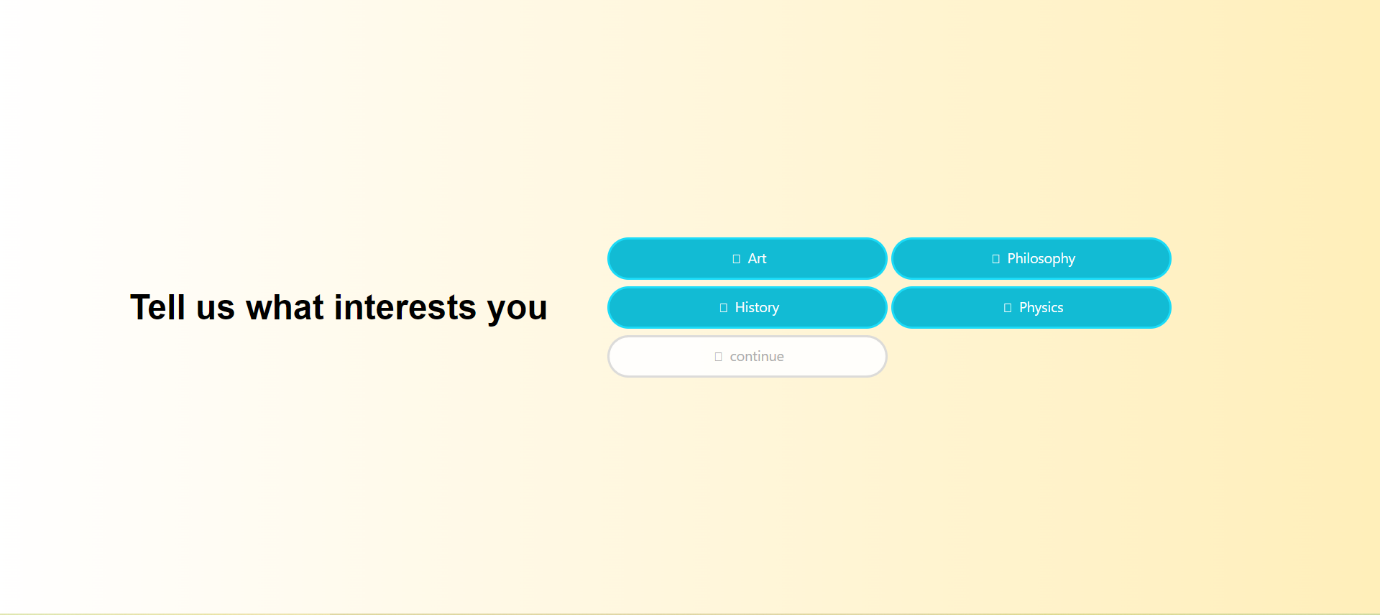 Tell us what interests you
Art
Philosophy
History
Physics
continue